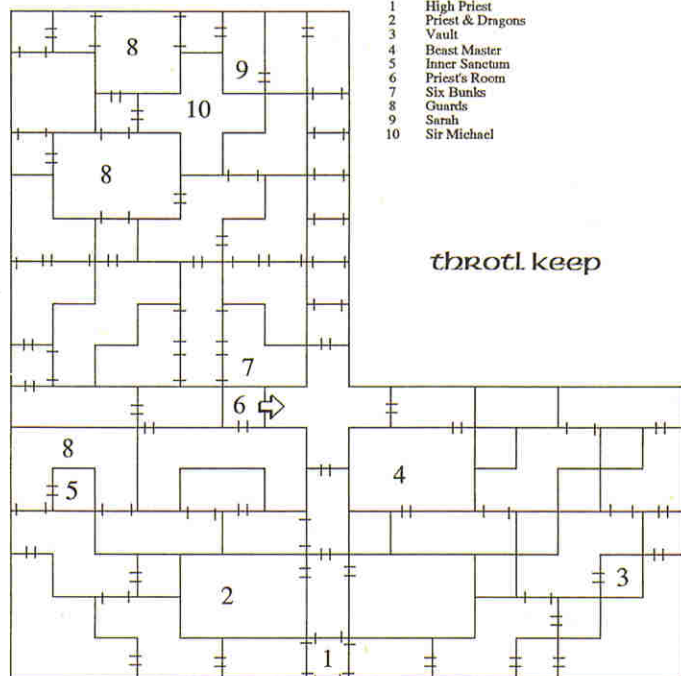 1 High Priest
2 Priest & Dragons
3 Vault
4 Beast Master
5 Inner Sanctum
6 Priest's Room
7 Six Bunks
8 Guards
9 Sarah
10 Sir Michael
throtl keep
8
9
10
8
7
6
8
4
5
3
2
1